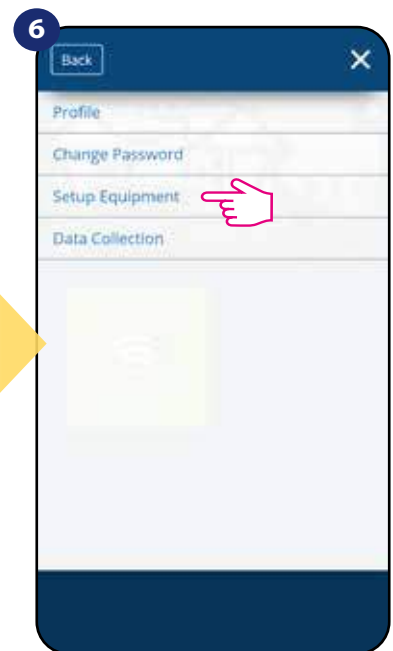 6
Back ×
Profile
Change Password
Setup Equipment
Data Collection